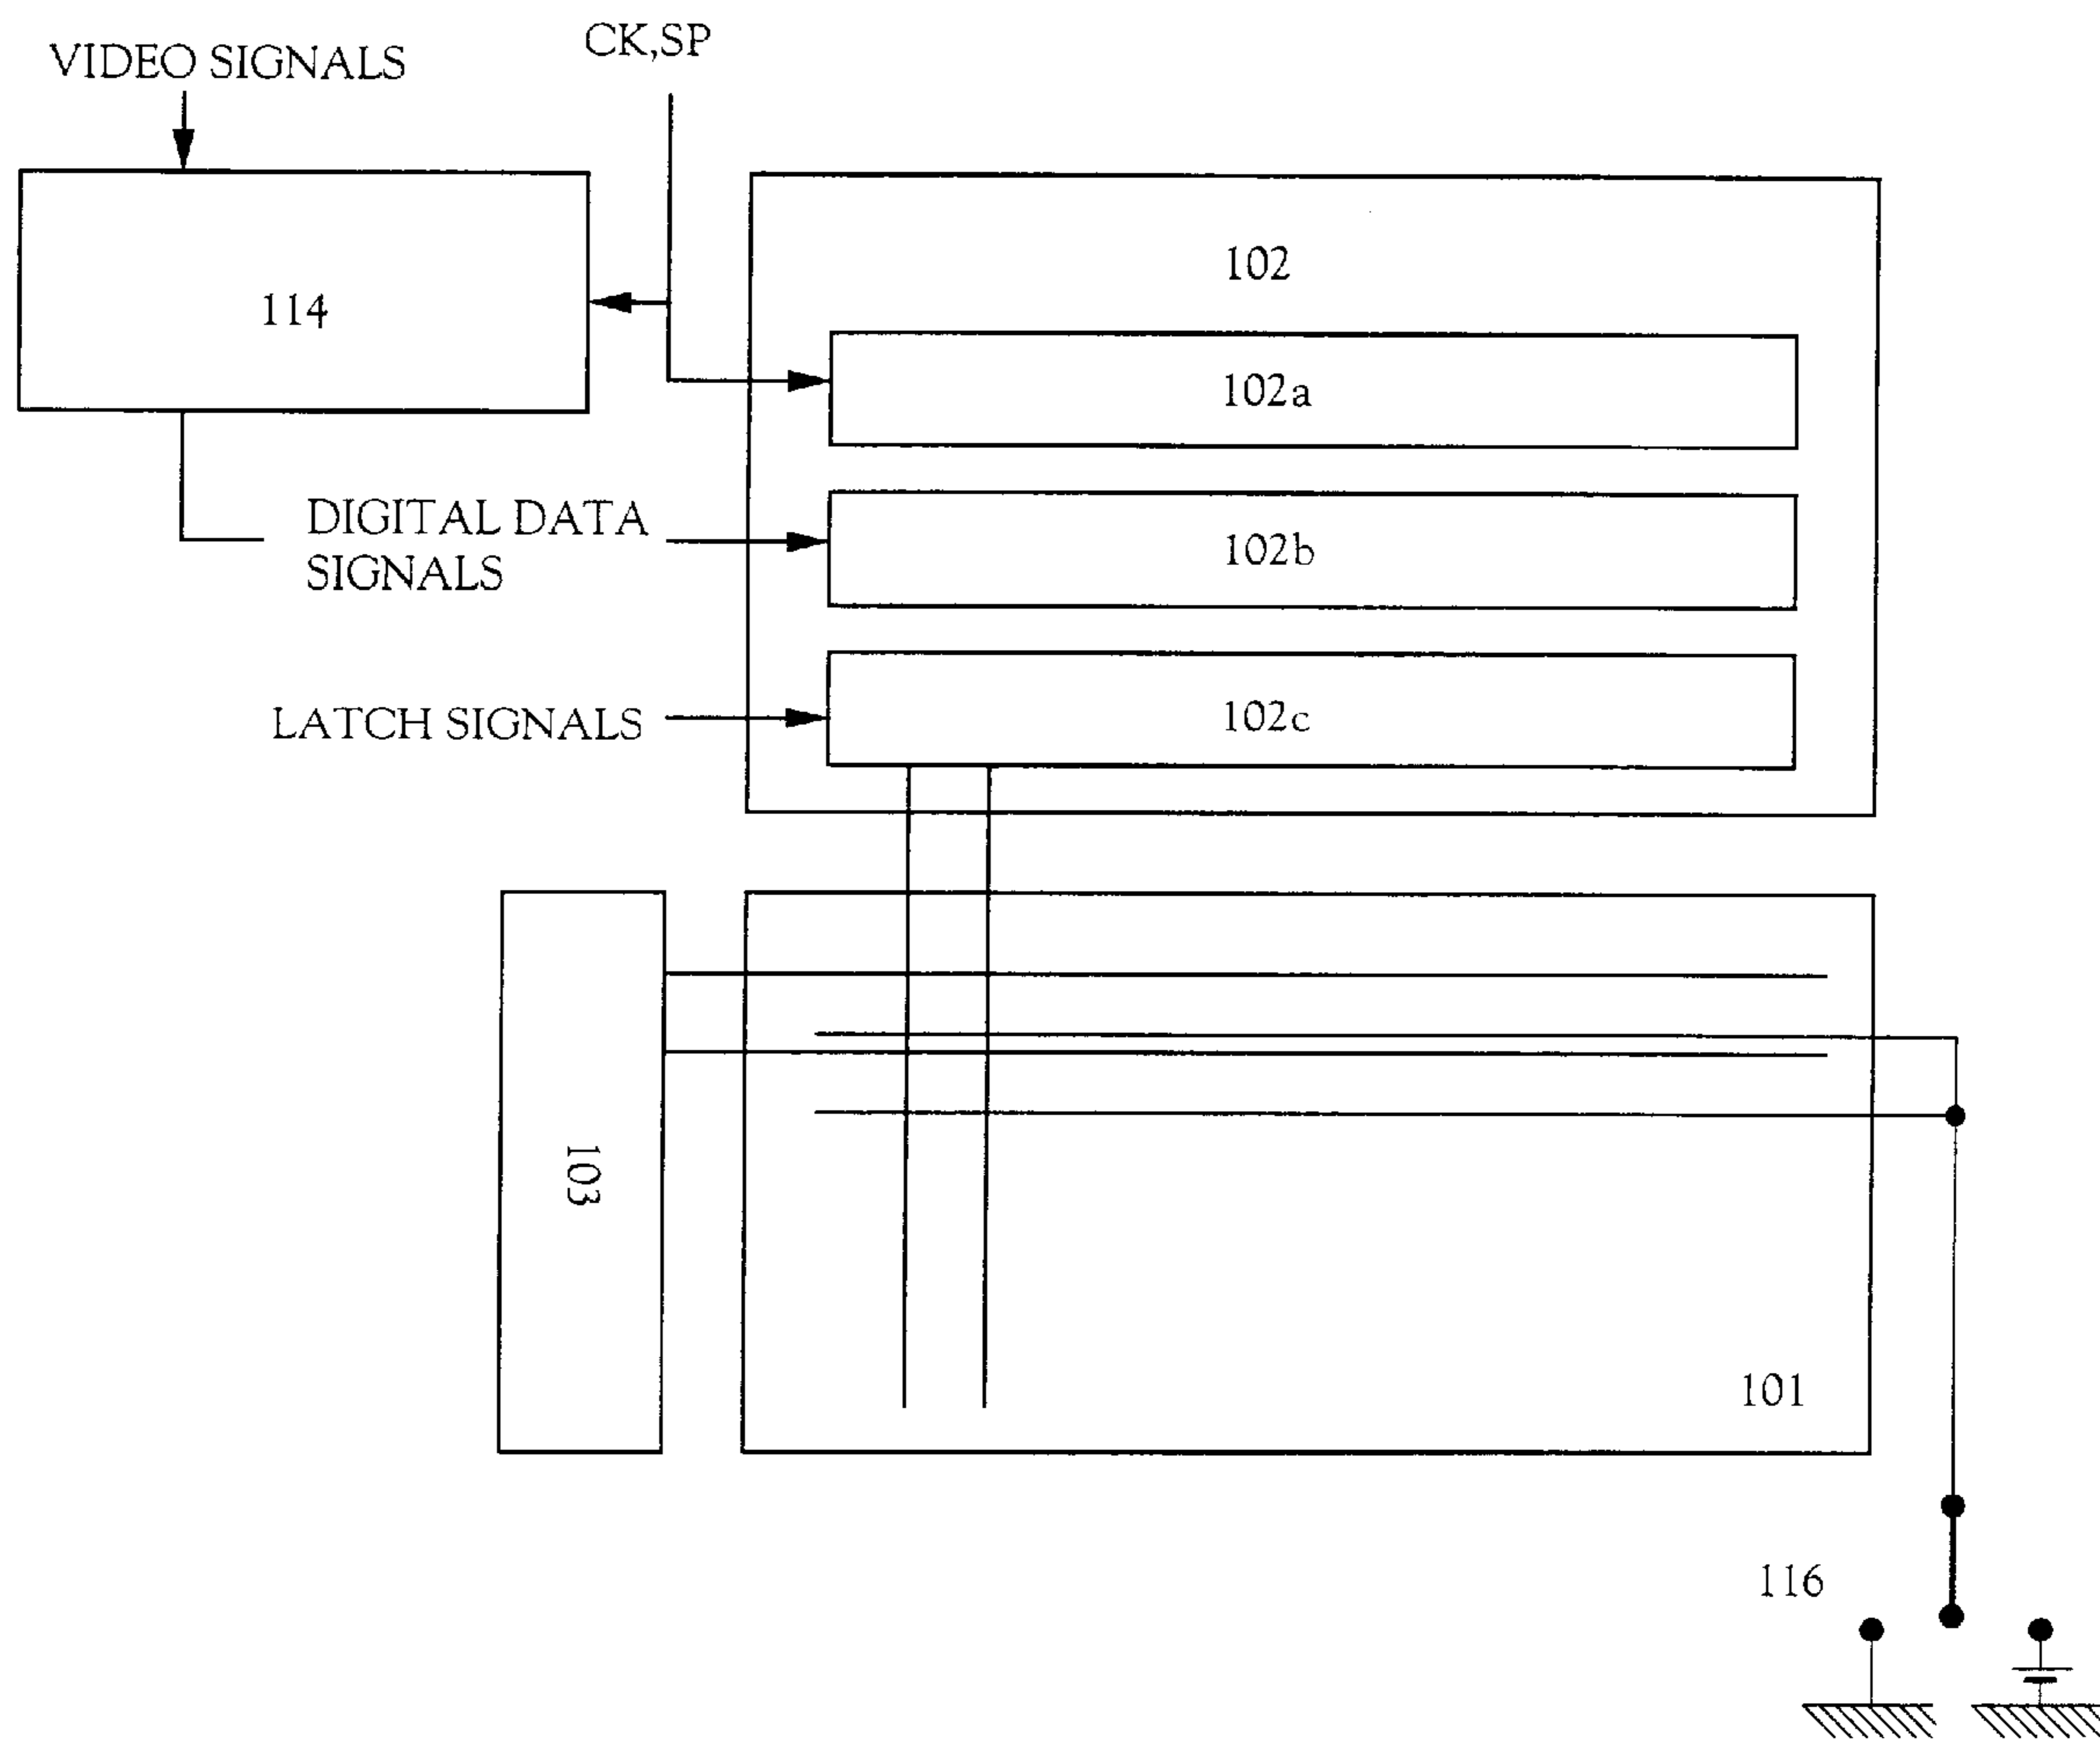 VIDEO SIGNALS
CK,SP
114
102
102a
DIGITAL DATA
SIGNALS
102b
LATCH SIGNALS
102c
103
101
116